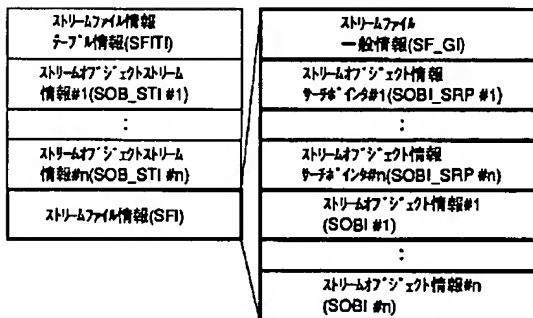 ストリームファイル情報
テーブル情報(SFITI)
ストリームオブジェクトストリーム
情報#1(SOB_STI #1)
:
ストリームオブジェクトストリーム
情報#n(SOB_STI #n)
ストリームファイル情報(SFI)
ストリームファイル
一般情報(SF_GI)
ストリームオブジェクト情報
サーチポインタ#1(SOBI_SRP #1)
:
ストリームオブジェクト情報
サーチポインタ#n(SOBI_SRP #n)
ストリームオブジェクト情報#1
(SOBI #1)
:
ストリームオブジェクト情報#n
(SOBI #n)